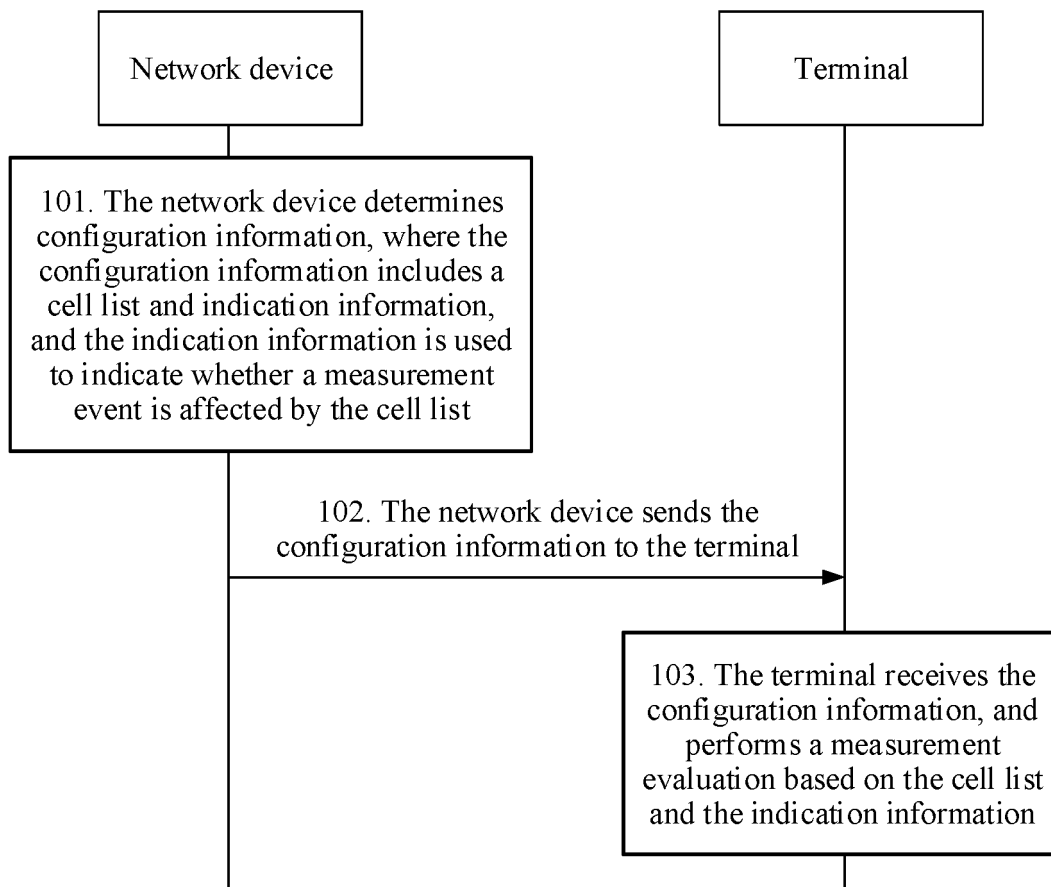 Network device
Terminal
101. The network device determines
configuration information, where the
configuration information includes a
cell list and indication information,
and the indication information is used
to indicate whether a measurement
event is affected by the cell list
102. The network device sends the
configuration information to the terminal
103. The terminal receives the
configuration information, and
performs a measurement
evaluation based on the cell list
and the indication information